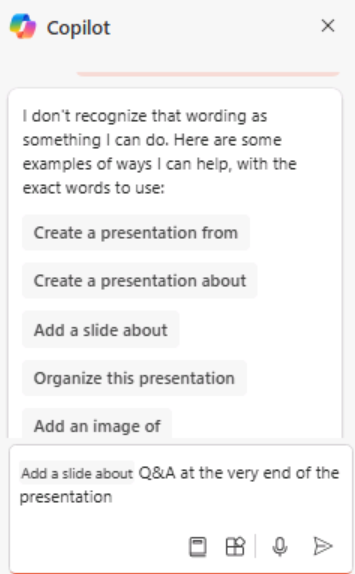 Copilot
I don't recognize that wording as
something I can do. Here are some
examples of ways I can help, with the
exact words to use:
Create a presentation from
Create a presentation about
Add a slide about
Organize this presentation
Add an image of
Add a slide about Q&A at the very end of the
presentation